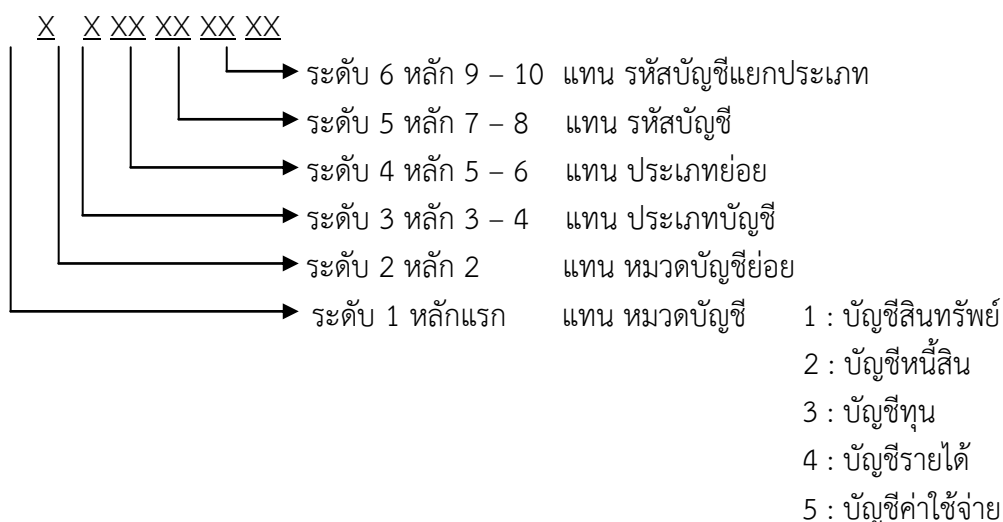 X X XX XX XX XX
ระดับ 6 หลัก 9 – 10 แทน รหัสบัญชีแยกประเภท
ระดับ 5 หลัก 7 – 8 แทน รหัสบัญชี
ระดับ 4 หลัก 5 – 6 แทน ประเภทย่อย
ระดับ 3 หลัก 3 – 4 แทน ประเภทบัญชี
ระดับ 2 หลัก 2 แทน หมวดบัญชีย่อย
ระดับ 1 หลักแรก แทน หมวดบัญชี 1 : บัญชีสินทรัพย์
2 : บัญชีหนี้สิน
3 : บัญชีทุน
4 : บัญชีรายได้
5 : บัญชีค่าใช้จ่าย